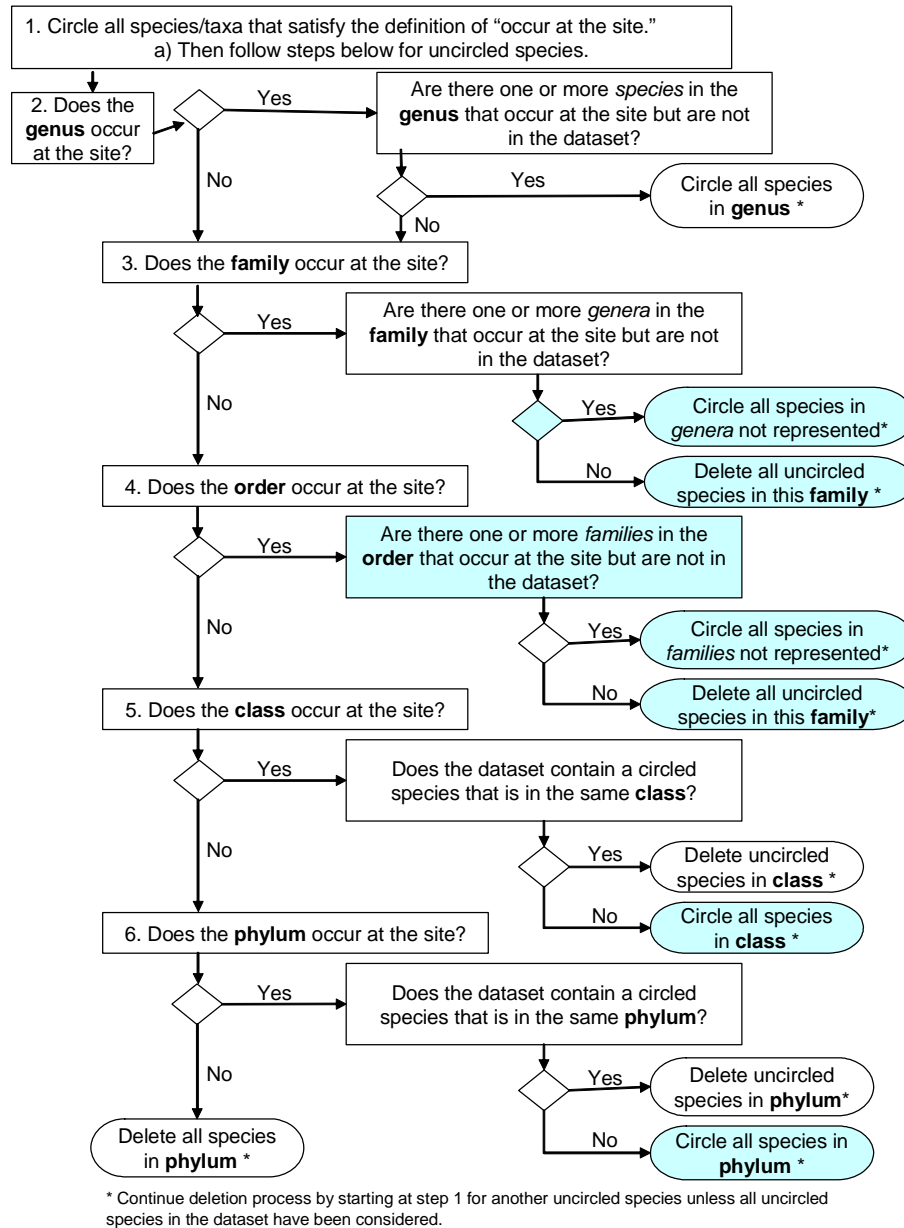 1. Circle all species/taxa that satisfy the definition of “occur at the site.”
a) Then follow steps below for uncircled species.
2. Does the
genus occur
at the site?
Yes
Are there one or more species in the
genus that occur at the site but are not
in the dataset?
No
Yes
Circle all species
in genus *
No
3. Does the family occur at the site?
Yes
Are there one or more genera in the
family that occur at the site but are not
in the dataset?
No
Yes
Circle all species in
genera not represented*
No
Delete all uncircled
species in this family *
4. Does the order occur at the site?
Yes
Are there one or more families in the
order that occur at the site but are not in
the dataset?
No
Yes
Circle all species in
families not represented*
No
Delete all uncircled
species in this family*
5. Does the class occur at the site?
Yes
Does the dataset contain a circled
species that is in the same class?
No
Yes
Delete uncircled
species in class *
No
Circle all species
in class *
6. Does the phylum occur at the site?
Yes
Does the dataset contain a circled
species that is in the same phylum?
No
Yes
Delete uncircled
species in phylum*
No
Circle all species in
phylum *
Delete all species
in phylum *
* Continue deletion process by starting at step 1 for another uncircled species unless all uncircled
species in the dataset have been considered.